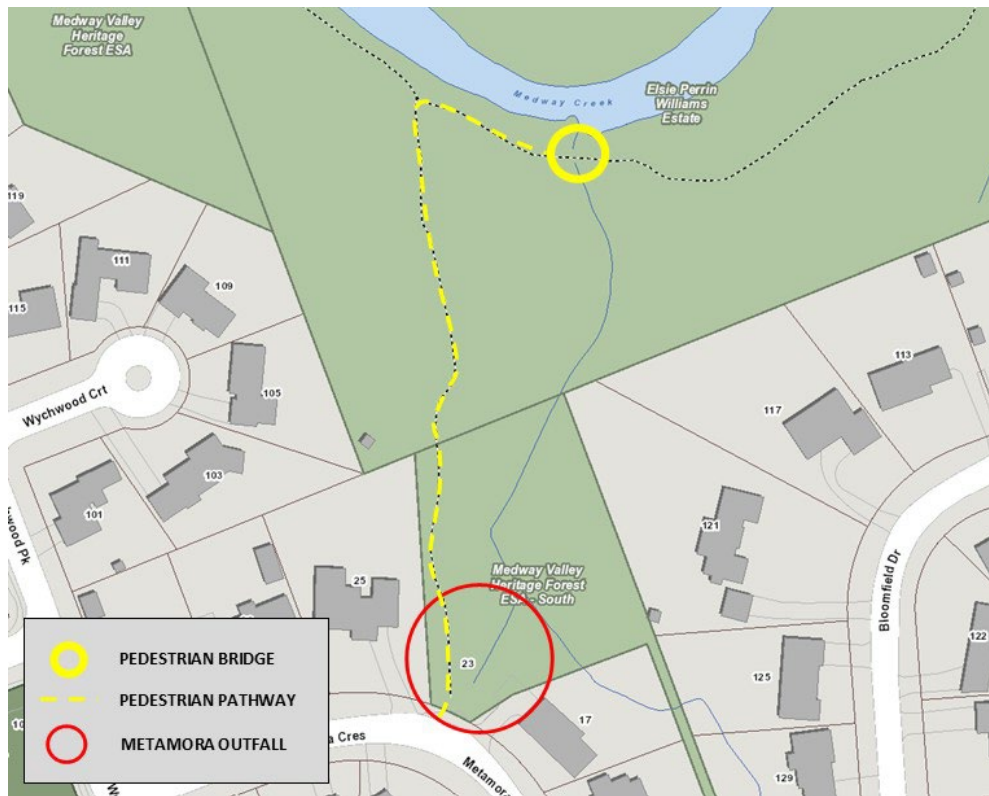 Medway Valley
Heritage
Forest ESA
Medway Creek
Elsie Perrin
Williams
Estate
119
111
109
115
105
113
117
Wychwood Crt
103
101
121
Medway Valley
Heritage Forest
ESA - South
25
Bloomfield Dr
23
122
125
17
129
Metamora
PEDESTRIAN BRIDGE
PEDESTRIAN PATHWAY
METAMORA OUTFALL